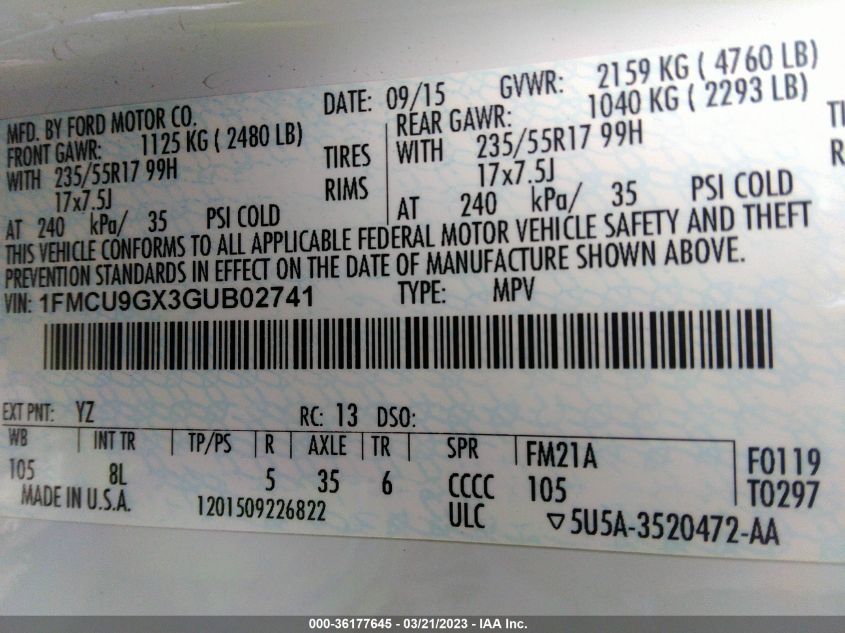 MFD. BY FORD MOTOR CO. DATE: 09/15 GVWR: 2159 KG ( 4760 LB)
FRONT GAWR: 1125 KG ( 2480 LB) REAR GAWR: 1040 KG ( 2293 LB)
WITH 235/55R17 99H TIRES WITH 235/55R17 99H
17x7.5J RIMS 17x7.5J
AT 240 kPa/ 35 PSI COLD AT 240 kPa/ 35 PSI COLD
THIS VEHICLE CONFORMS TO ALL APPLICABLE FEDERAL MOTOR VEHICLE SAFETY AND THEFT
PREVENTION STANDARDS IN EFFECT ON THE DATE OF MANUFACTURE SHOWN ABOVE.
VIN: 1FMCU9GX3GUB02741 TYPE: MPV
EXT PNT: YZ RC: 13 DSO:
WB INT TR TP/PS R AXLE TR SPR FM21A F0119
105 8L 5 35 6 CCCC 105 T0297
MADE IN U.S.A. 1201509226822 ULC ▽5U5A-3520472-AA
000-36177645 - 03/21/2023 - IAA Inc.